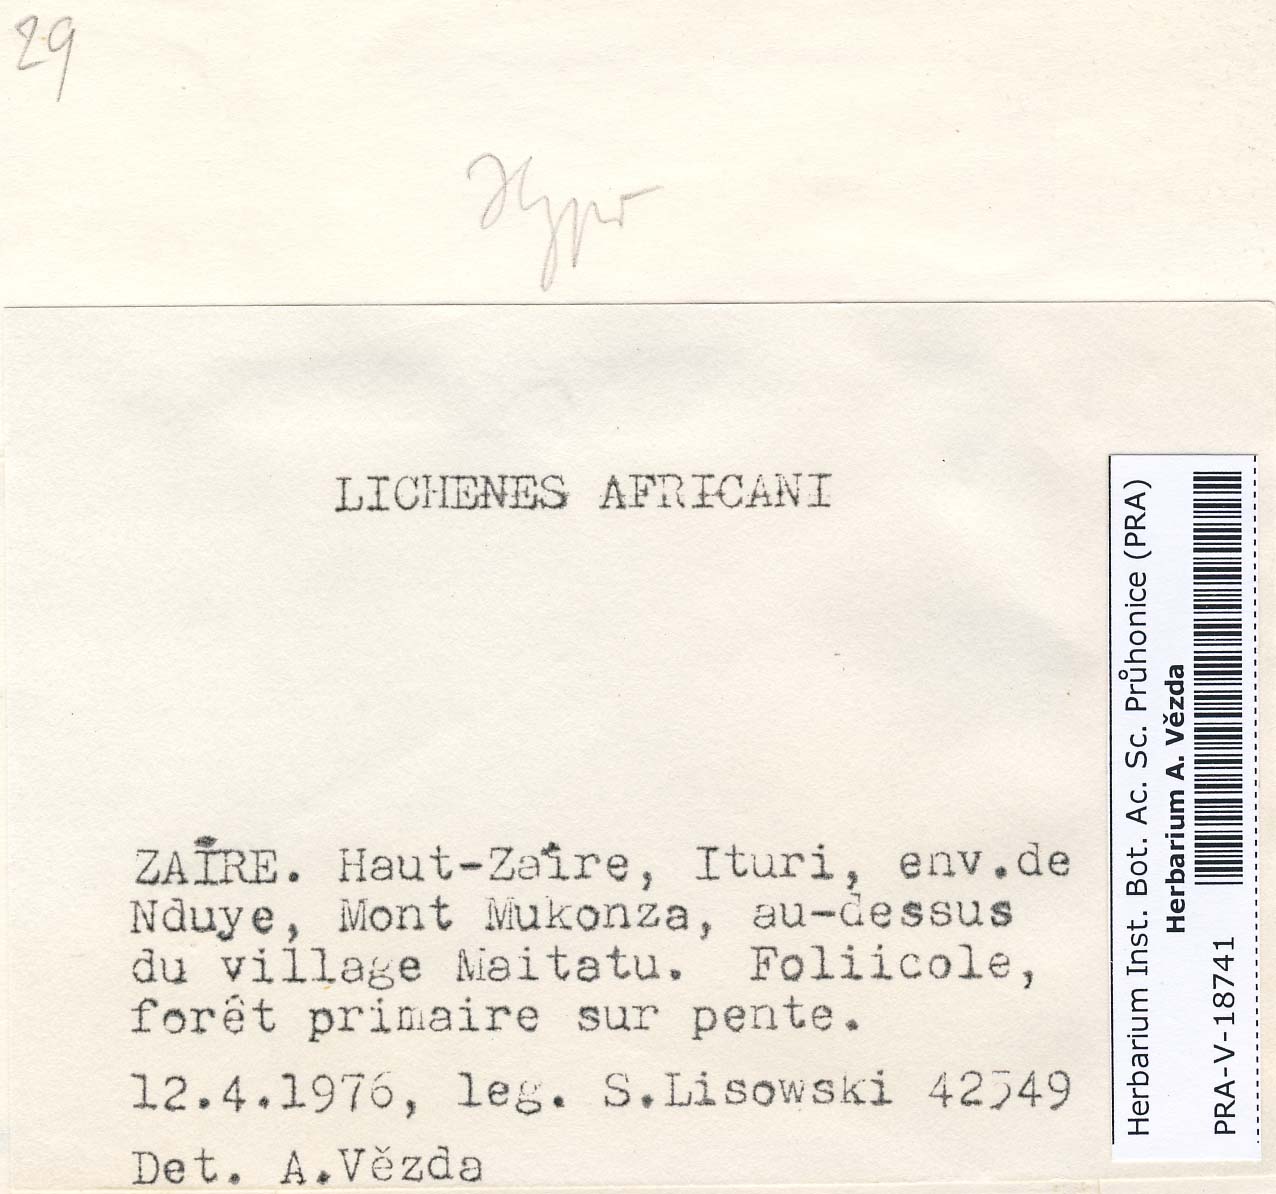 29
LICHENES AFRICANI
ZAÏRE. Haut-Zaïre, Ituri, env.de
Nduye, Mont Mukonza, au-dessus
du village Maitatu. Foliicole,
forêt primaire sur pente.
12.4.1976, leg. S.Lisowski 42549
Det. A.Vězda
Herbarium Inst. Bot. Ac. Sc. Průhonice (PRA)
Herbarium A. Vězda
PRA-V-18741